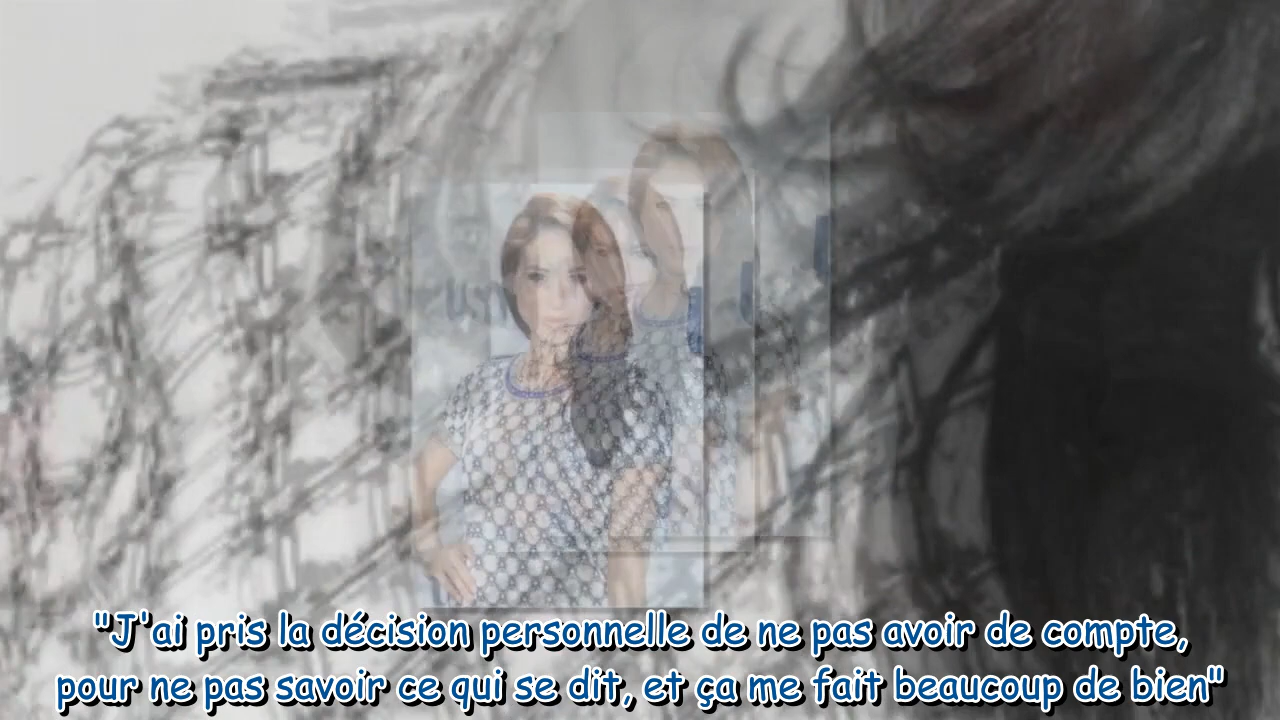 "J'ai pris la décision personnelle de ne pas avoir de compte,
pour ne pas savoir ce qui se dit, et ça me fait beaucoup de bien"